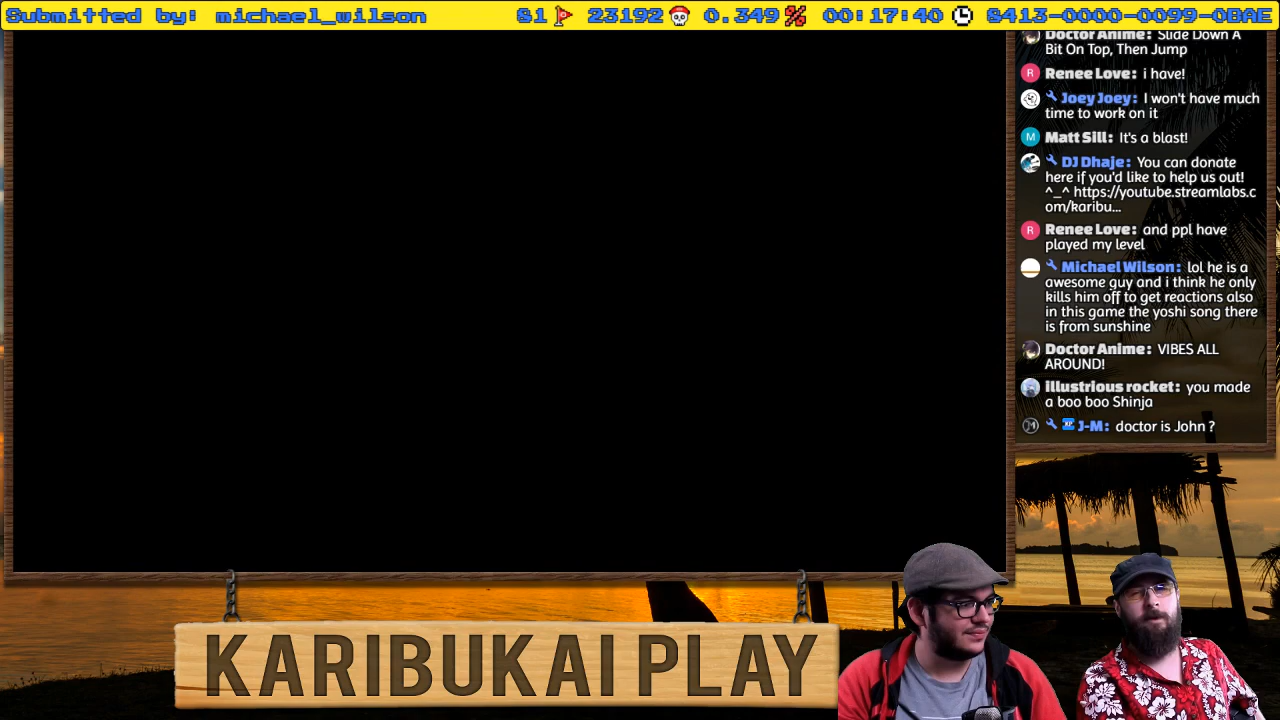 Submitted by: michael_wilson 81 23192 0.349% 00:17:40 8413-0000-0099-0BAE
Doctor Anime: Slide Down A
Bit On Top, Then Jump
Renee Love: i have!
Joey Joey: I won't have much
time to work on it
Matt Sill: It's a blast!
DJ Dhaje: You can donate
here if you'd like to help us out!
^_^ https://youtube.streamlabs.c
om/karibu...
Renee Love: and ppl have
played my level
Michael Wilson: lol he is a
awesome guy and i think he only
kills him off to get reactions also
in this game the yoshi song there
is from sunshine
Doctor Anime: VIBES ALL
AROUND!
illustrious rocket: you made
a boo boo Shinja
J-M: doctor is John ?
KARIBUKAI PLAY